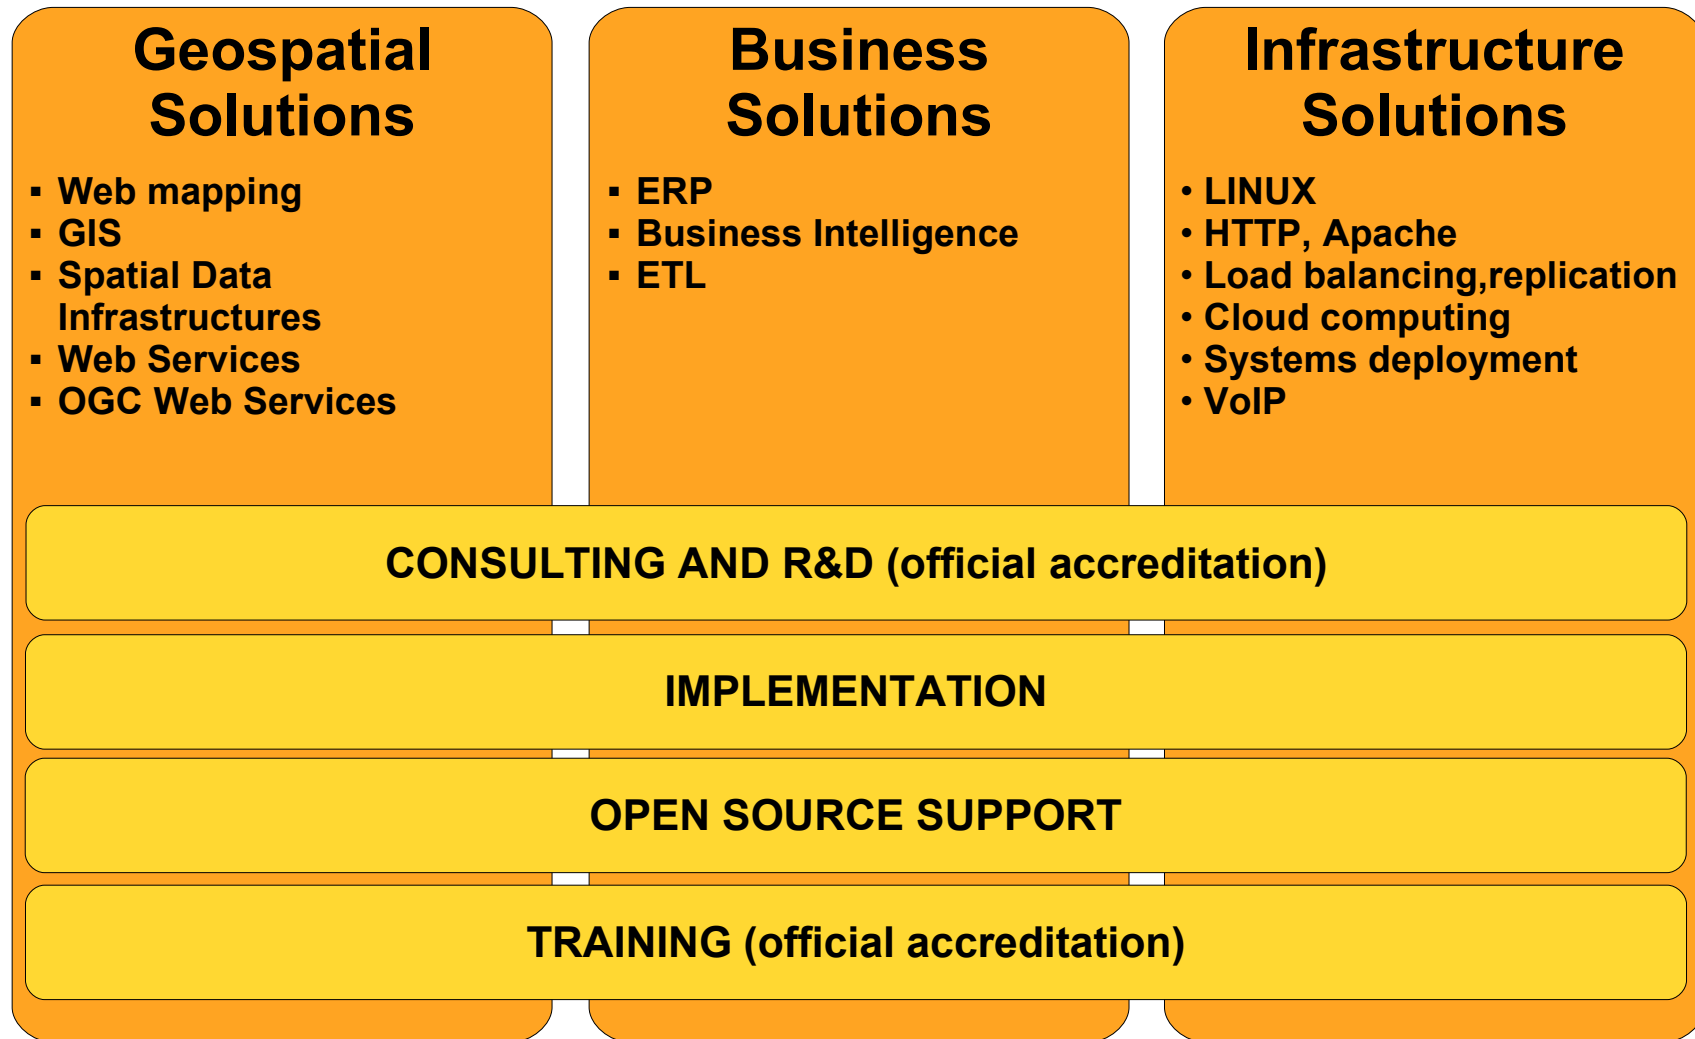 Geospatial
Solutions
▪ Web mapping
▪ GIS
▪ Spatial Data
Infrastructures
▪ Web Services
▪ OGC Web Services
Business
Solutions
▪ ERP
▪ Business Intelligence
▪ ETL
Infrastructure
Solutions
• LINUX
• HTTP, Apache
• Load balancing,replication
• Cloud computing
• Systems deployment
• VoIP
CONSULTING AND R&D (official accreditation)
IMPLEMENTATION
OPEN SOURCE SUPPORT
TRAINING (official accreditation)